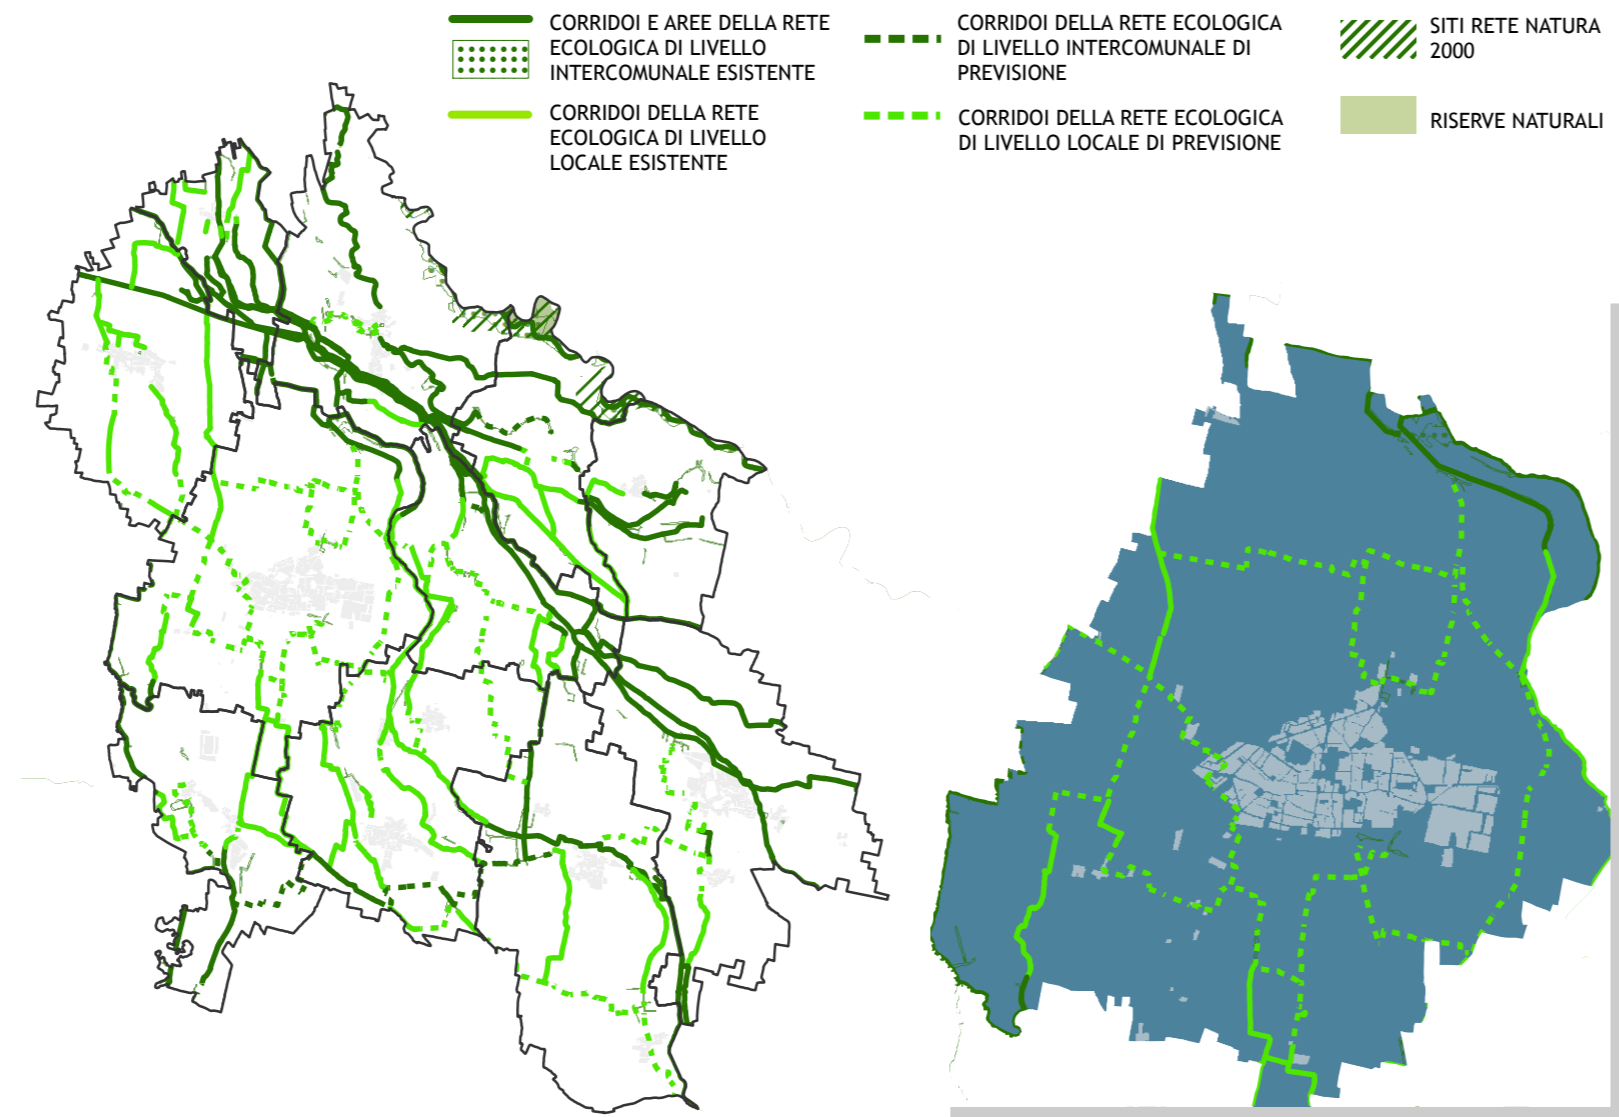 CORRIDOI E AREE DELLA RETE
ECOLOGICA DI LIVELLO
INTERCOMUNALE ESISTENTE
CORRIDOI DELLA RETE
ECOLOGICA DI LIVELLO
LOCALE ESISTENTE
CORRIDOI DELLA RETE ECOLOGICA
DI LIVELLO INTERCOMUNALE DI
PREVISIONE
CORRIDOI DELLA RETE ECOLOGICA
DI LIVELLO LOCALE DI PREVISIONE
SITI RETE NATURA
2000
RISERVE NATURALI